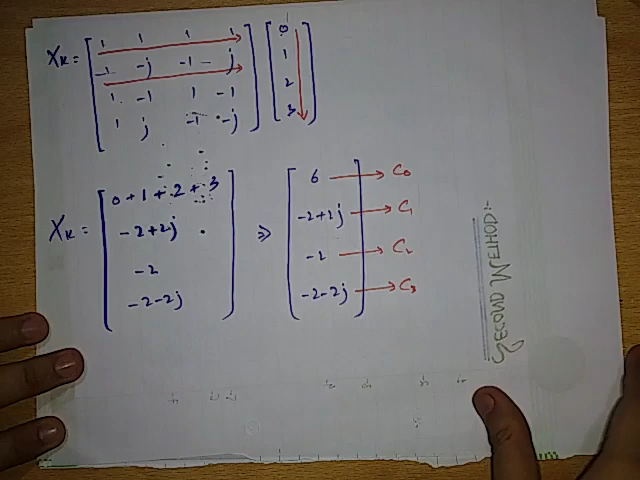 Xk = [ 1 1 1 1 ] [ 0 ]
-1 -j -1 j 1
1 -1 1 -1 2
1 j -1 -j 3
Xk = [ 0+1+2+3 ] ⇒ [ 6 ] → C0
-2+2j -2+2j → C1
-2 -2 → C2
-2-2j -2-2j → C3
SECOND METHOD:-